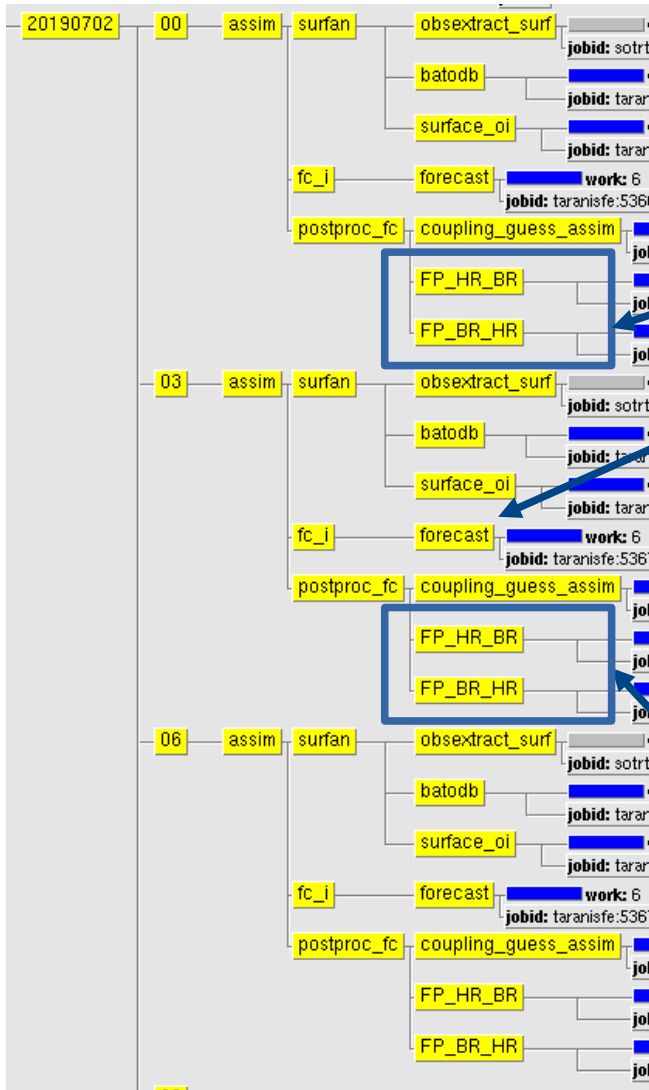 20190702 00 assim surfan obsextract_surf
jobid: sotrt
batodb
jobid: taran
surface_oi
jobid: taran
fc_i forecast work: 6
jobid: taranisfe:536
postproc_fc coupling_guess_assim
FP_HR_BR
FP_BR_HR
03 assim surfan obsextract_surf
jobid: sotrt
batodb
jobid: taran
surface_oi
jobid: taran
fc_i forecast work: 6
jobid: taranisfe:536
postproc_fc coupling_guess_assim
FP_HR_BR
FP_BR_HR
06 assim surfan obsextract_surf
jobid: sotrt
batodb
jobid: taran
surface_oi
jobid: taran
fc_i forecast work: 6
jobid: taranisfe:536
postproc_fc coupling_guess_assim
FP_HR_BR
FP_BR_HR